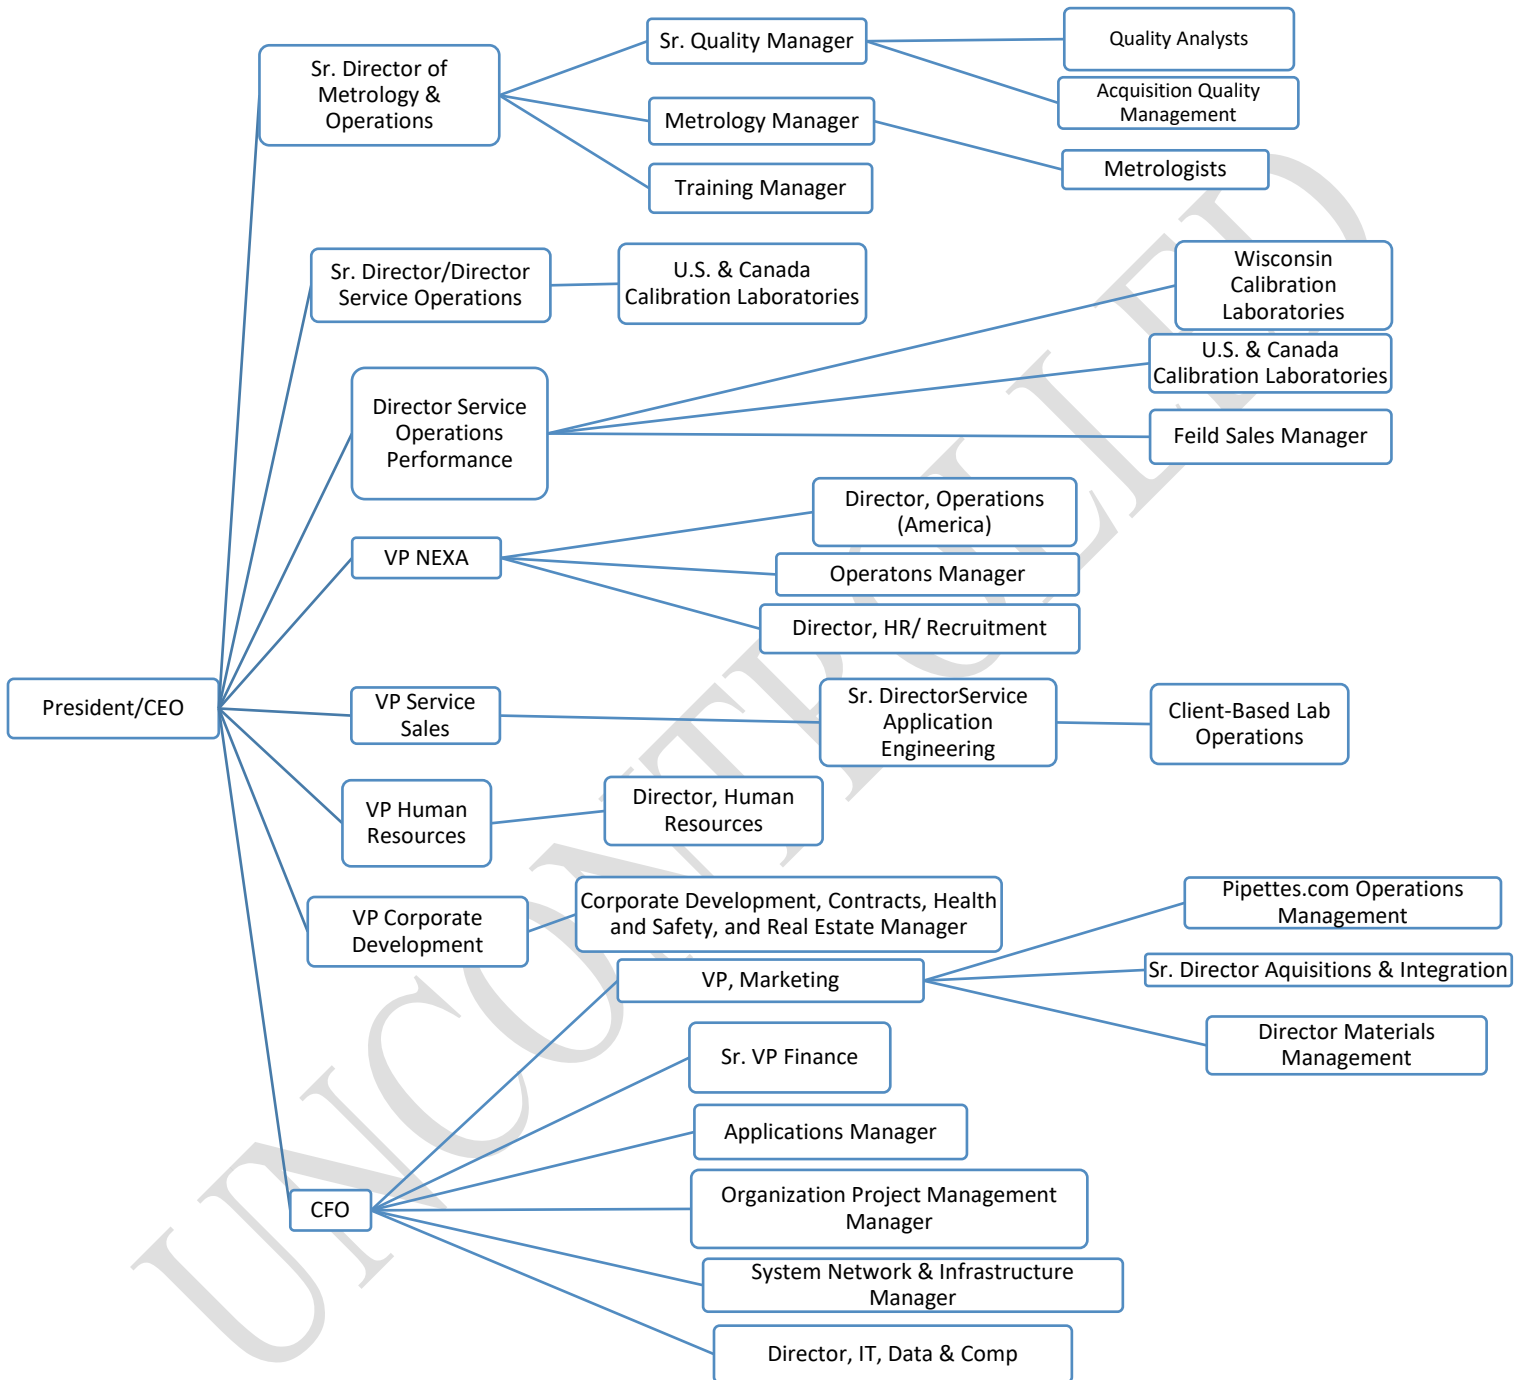 Sr. Director of
Metrology &
Operations
Sr. Quality Manager
Quality Analysts
Acquisition Quality
Management
Metrology Manager
Metrologists
Training Manager
Sr. Director/Director
Service Operations
U.S. & Canada
Calibration Laboratories
Wisconsin
Calibration
Laboratories
U.S. & Canada
Calibration Laboratories
Director Service
Operations
Performance
Feild Sales Manager
VP NEXA
Director, Operations
(America)
Operatons Manager
Director, HR/ Recruitment
President/CEO
VP Service
Sales
Sr. DirectorService
Application
Engineering
Client-Based Lab
Operations
VP Human
Resources
Director, Human
Resources
VP Corporate
Development
Corporate Development, Contracts, Health
and Safety, and Real Estate Manager
VP, Marketing
Pipettes.com Operations
Management
Sr. Director Aquisitions & Integration
Director Materials
Management
Sr. VP Finance
Applications Manager
CFO
Organization Project Management
Manager
System Network & Infrastructure
Manager
Director, IT, Data & Comp
UNCONTROLLED